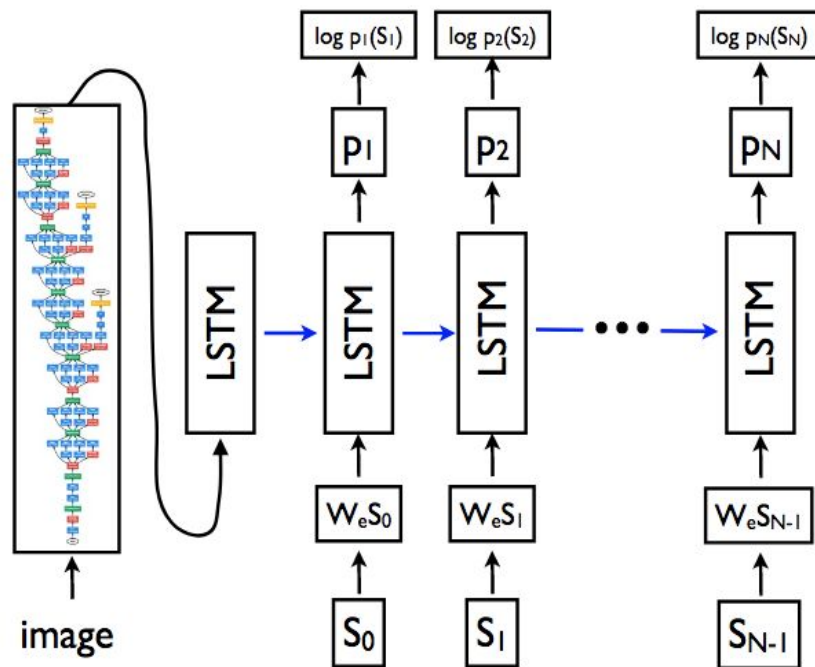 log p₁(S₁) log p₂(S₂) log pN(SN)
p₁ p₂ pN
LSTM LSTM LSTM LSTM
WeS₀ WeS₁ WeSN-1
image S₀ S₁ SN-1